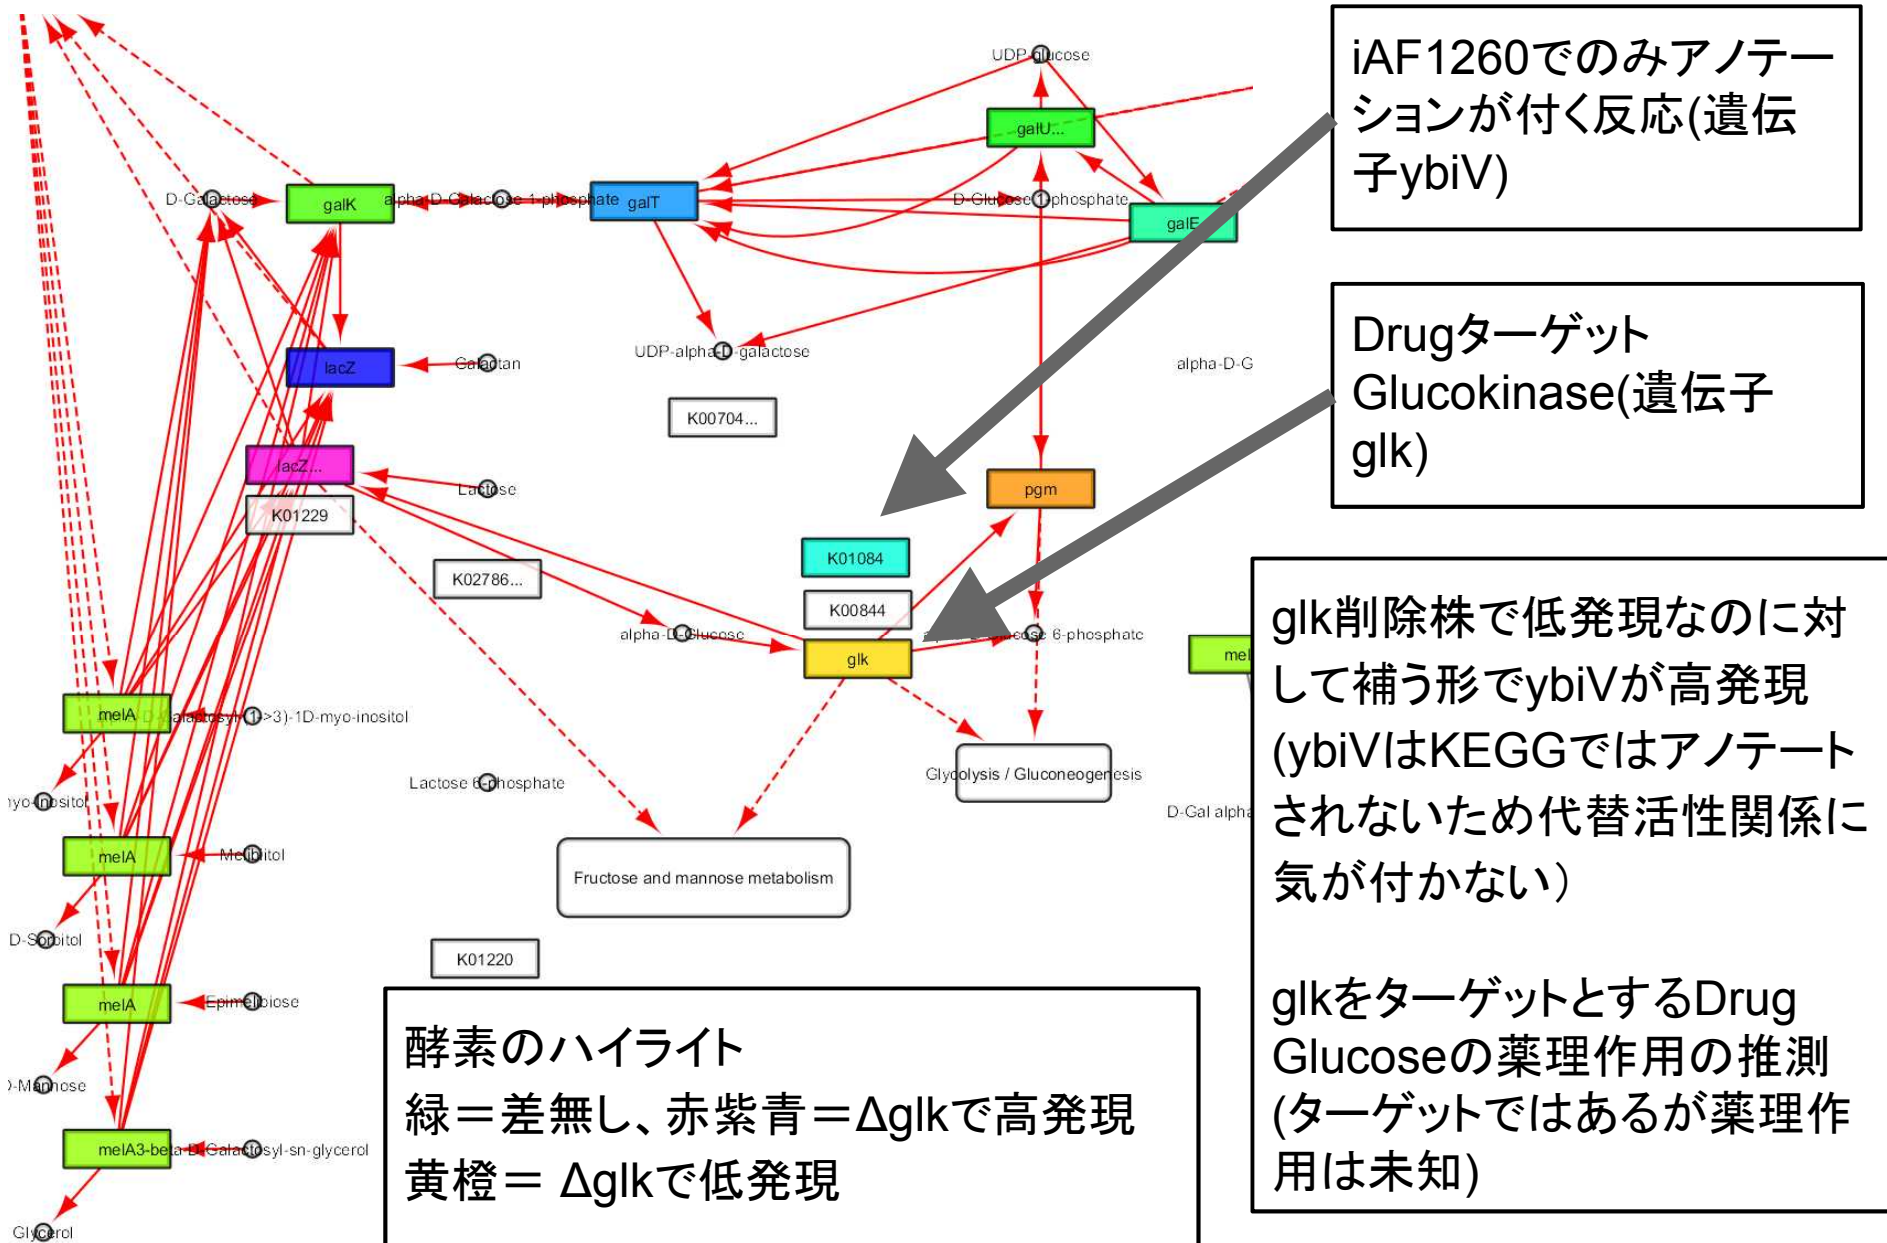 UDP-glucose
galU...
D-Galactose
galK
alpha-D-Galactose 1-phosphate
galT
D-Glucose 1-phosphate
galE
iAF1260でのみアノテー
ションが付く反応(遺伝
子ybiV)
lacZ
Galactan
UDP-alpha-D-galactose
alpha-D-G
K00704...
Drugターゲット
Glucokinase(遺伝子
glk)
lacZ...
Lactose
K01229
pgm
K02786...
K01084
K00844
alpha-D-Glucose
alpha-D-Glucose 6-phosphate
glk
mel
melA
-D-Galactosyl-(1->3)-1D-myo-inositol
Glycolysis / Gluconeogenesis
Lactose 6-phosphate
yo-Inositol
D-Gal alpha
melA
Melibiitol
Fructose and mannose metabolism
D-Sorbitol
K01220
melA
Epimelibiose
D-Mannose
melA
3-beta-D-Galactosyl-sn-glycerol
Glycerol
glk削除株で低発現なのに対
して補う形でybiVが高発現
(ybiVはKEGGではアノテート
されないため代替活性関係に
気が付かない）
glkをターゲットとするDrug
Glucoseの薬理作用の推測
(ターゲットではあるが薬理作
用は未知)
酵素のハイライト
緑＝差無し、赤紫青＝Δglkで高発現
黄橙＝ Δglkで低発現